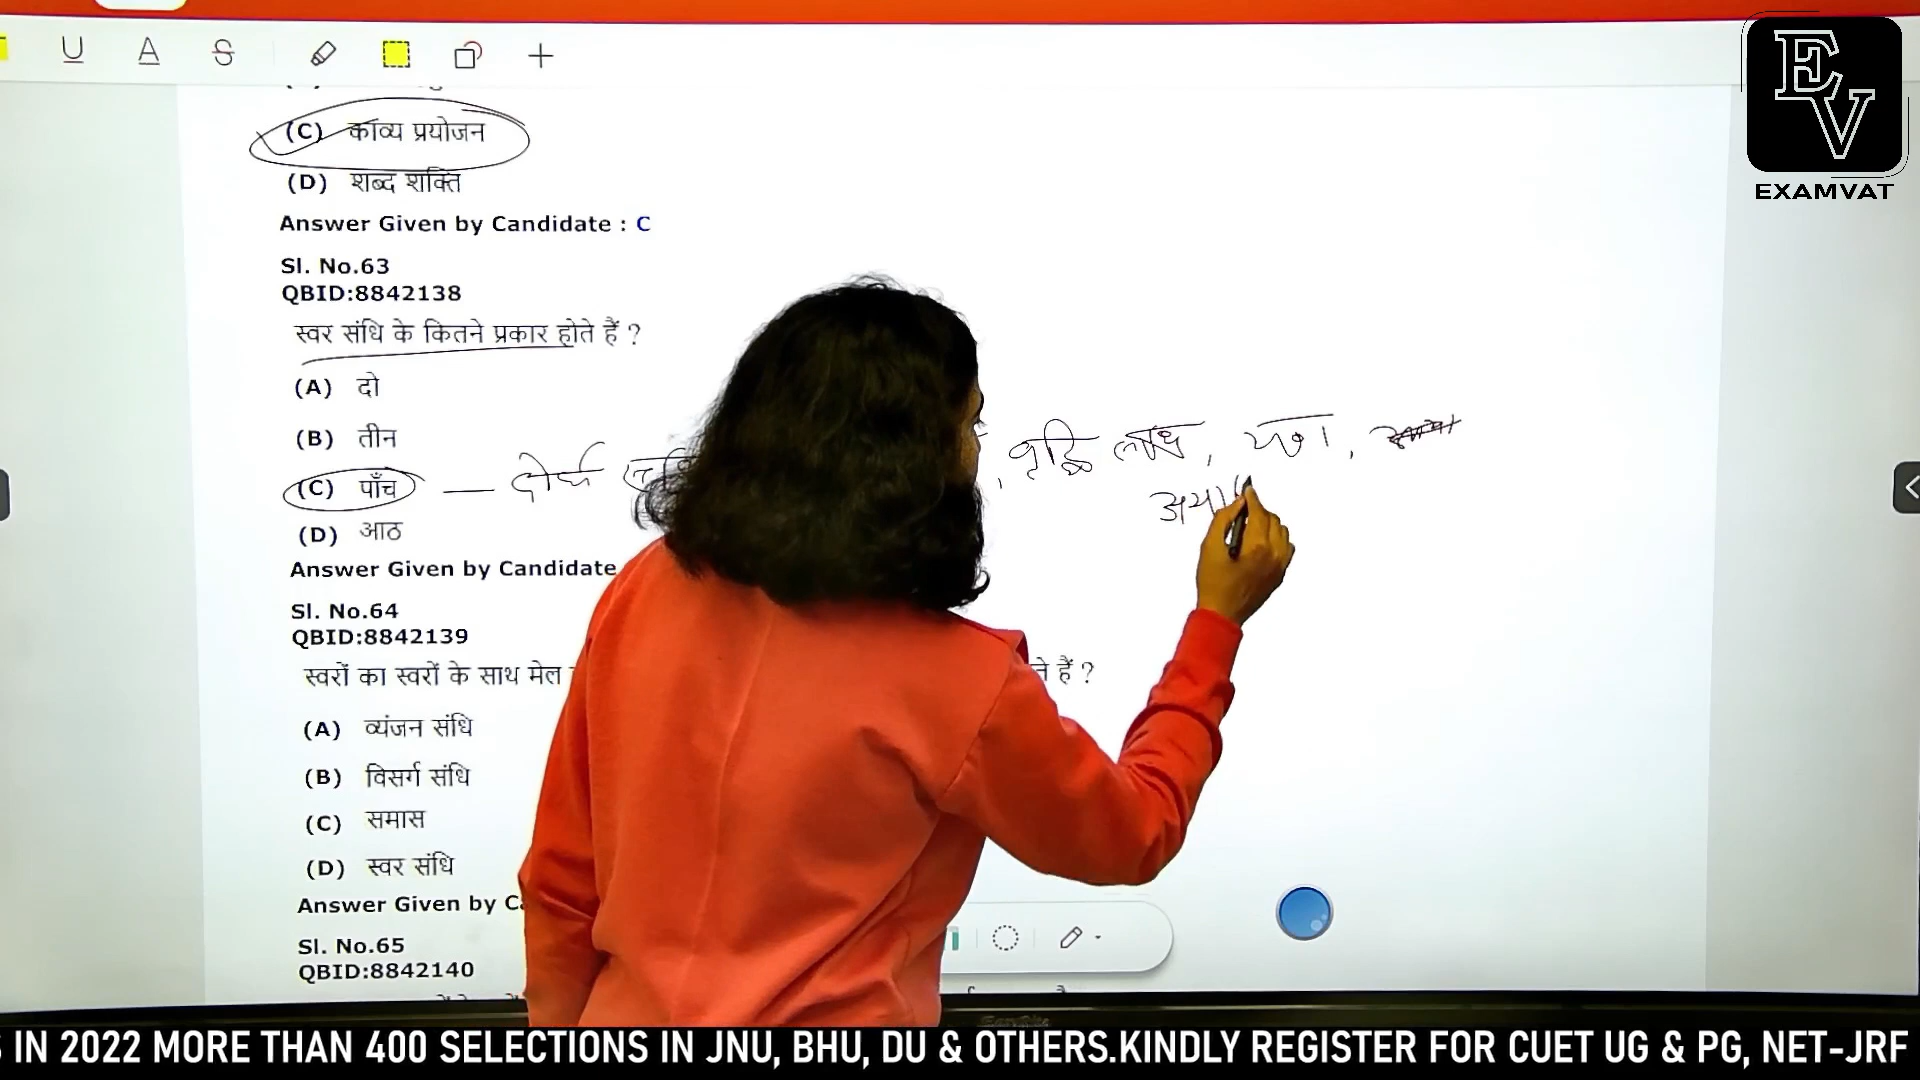 U A S
(C) काव्य प्रयोजन
(D) शब्द शक्ति
Answer Given by Candidate : C
Sl. No.63
QBID:8842138
स्वर संधि के कितने प्रकार होते हैं ?
(A) दो
(B) तीन
(C) पाँच — दीर्घ , वृद्धि संधि, यण,
(D) आठ
Answer Given by Candidate
Sl. No.64
QBID:8842139
स्वरों का स्वरों के साथ मेल ते हैं ?
(A) व्यंजन संधि
(B) विसर्ग संधि
(C) समास
(D) स्वर संधि
Answer Given by Ca
Sl. No.65
QBID:8842140
EV
EXAMVAT
IN 2022 MORE THAN 400 SELECTIONS IN JNU, BHU, DU & OTHERS.KINDLY REGISTER FOR CUET UG & PG, NET-JRF